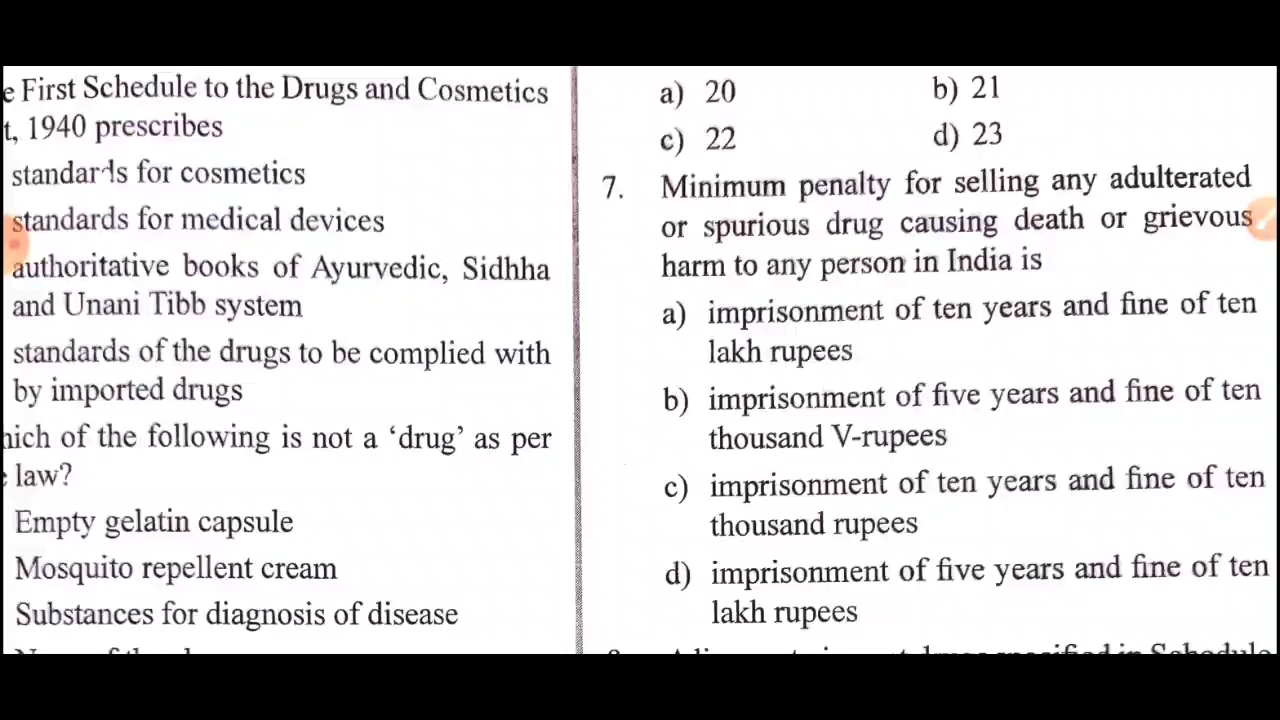 e First Schedule to the Drugs and Cosmetics
t, 1940 prescribes
standards for cosmetics
standards for medical devices
authoritative books of Ayurvedic, Sidhha
and Unani Tibb system
standards of the drugs to be complied with
by imported drugs
hich of the following is not a ‘drug’ as per
law?
Empty gelatin capsule
Mosquito repellent cream
Substances for diagnosis of disease
a) 20 b) 21
c) 22 d) 23
7. Minimum penalty for selling any adulterated
or spurious drug causing death or grievous
harm to any person in India is
a) imprisonment of ten years and fine of ten
lakh rupees
b) imprisonment of five years and fine of ten
thousand V-rupees
c) imprisonment of ten years and fine of ten
thousand rupees
d) imprisonment of five years and fine of ten
lakh rupees